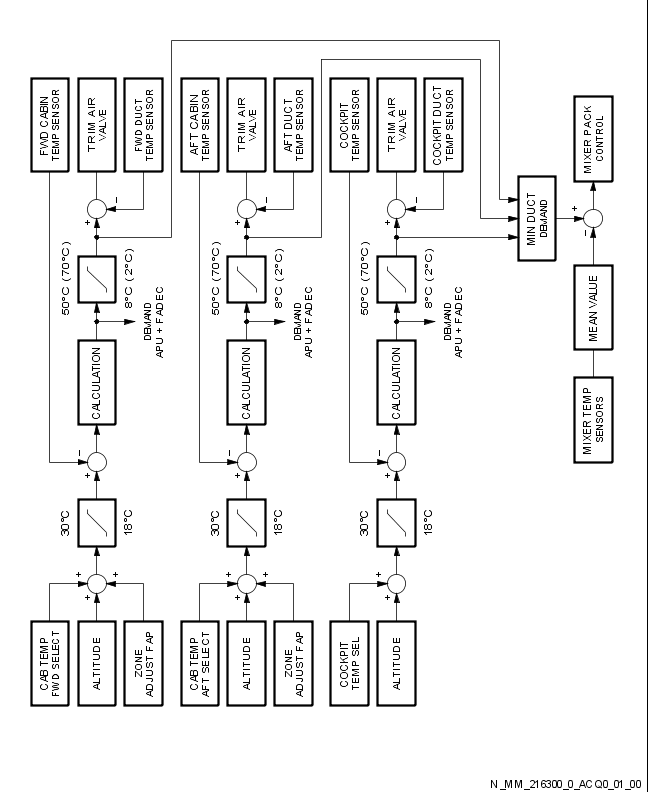 FWD CABIN
TEMP SENSOR
TRIM AIR
VALVE
FWD DUCT
TEMP SENSOR
AFT CABIN
TEMP SENSOR
TRIM AIR
VALVE
AFT DUCT
TEMP SENSOR
COCKPIT
TEMP SENSOR
TRIM AIR
VALVE
COCKPIT DUCT
TEMP SENSOR
MIXER PACK
CONTROL
+
-
+
-
+
-
MIN DUCT
DEMAND
+
-
50°C (70°C)
8°C (2°C)
50°C (70°C)
8°C (2°C)
50°C (70°C)
8°C (2°C)
MEAN VALUE
DEMAND
APU + FADEC
DEMAND
APU + FADEC
DEMAND
APU + FADEC
CALCULATION
CALCULATION
CALCULATION
MIXER TEMP
SENSORS
-
+
-
+
-
+
30°C
18°C
30°C
18°C
30°C
18°C
+
+
+
+
+
+
+
+
CAB TEMP
FWD SELECT
ALTITUDE
ZONE
ADJUST FAP
CAB TEMP
AFT SELECT
ALTITUDE
ZONE
ADJUST FAP
COCKPIT
TEMP SEL
ALTITUDE
N_MM_216300_0_ACQ0_01_00